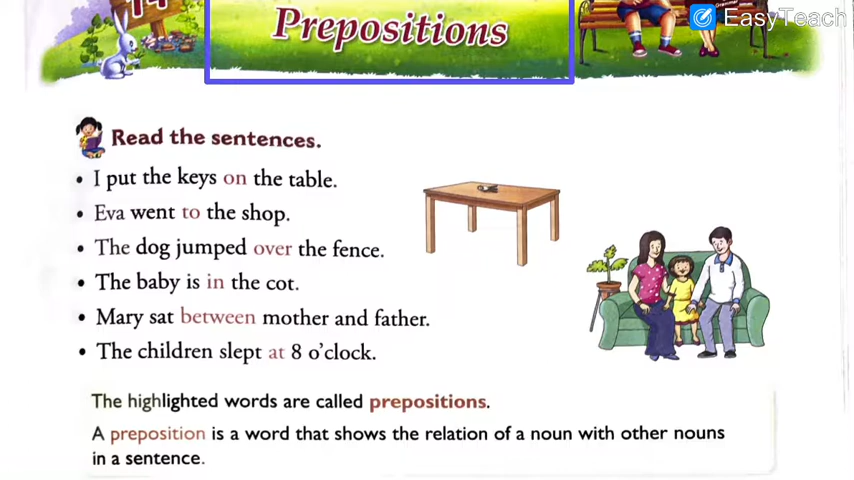 Prepositions
EasyTeach
Read the sentences.
• I put the keys on the table.
• Eva went to the shop.
• The dog jumped over the fence.
• The baby is in the cot.
• Mary sat between mother and father.
• The children slept at 8 o'clock.
The highlighted words are called prepositions.
A preposition is a word that shows the relation of a noun with other nouns
in a sentence.